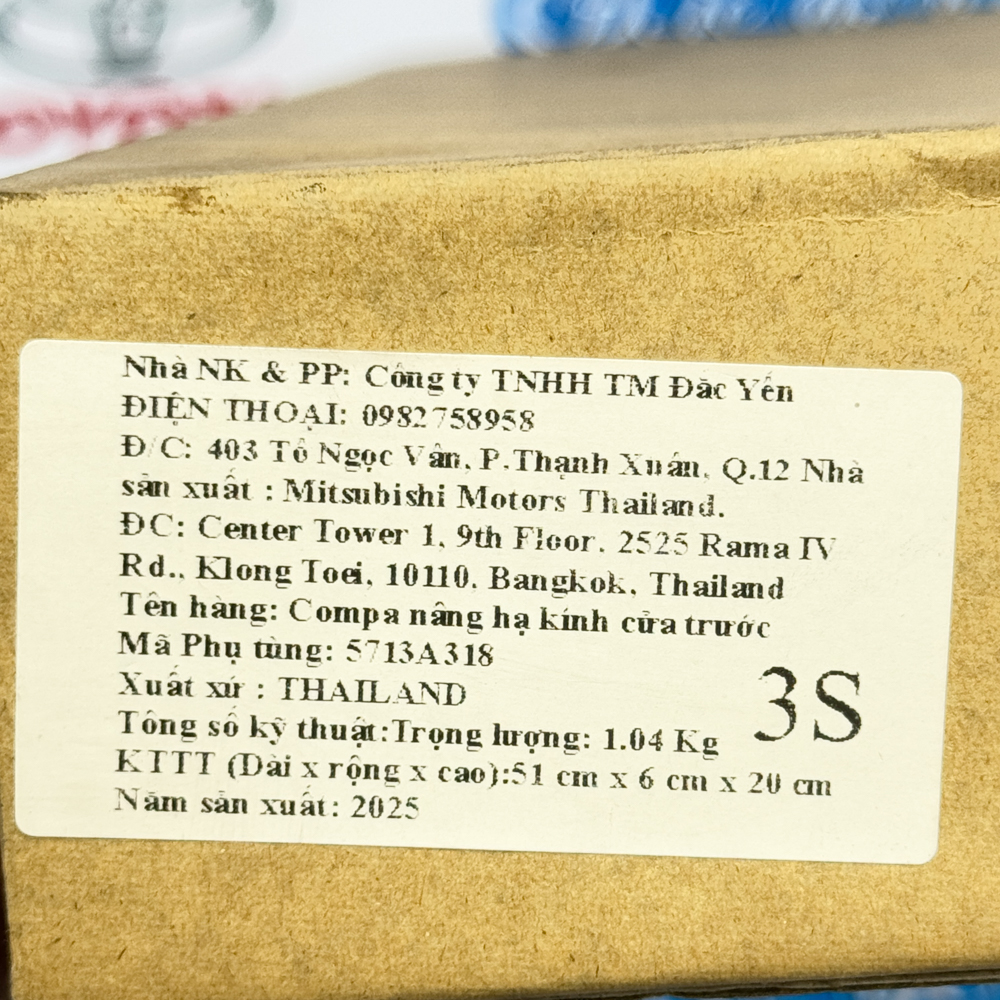 Nhà NK & PP: Công ty TNHH TM Đăc Yến
ĐIỆN THOẠI: 0982758958
Đ/C: 403 Tô Ngọc Vân, P.Thạnh Xuân, Q.12 Nhà
sản xuất : Mitsubishi Motors Thailand.
ĐC: Center Tower 1, 9th Floor, 2525 Rama IV
Rd., Klong Toei, 10110, Bangkok, Thailand
Tên hàng: Compa nâng hạ kính cửa trước
Mã Phụ tùng: 5713A318
Xuất xứ : THAILAND
3S
Tông số kỹ thuật:Trọng lượng: 1.04 Kg
KTTT (Dài x rộng x cao):51 cm x 6 cm x 20 cm
Năm sản xuất: 2025